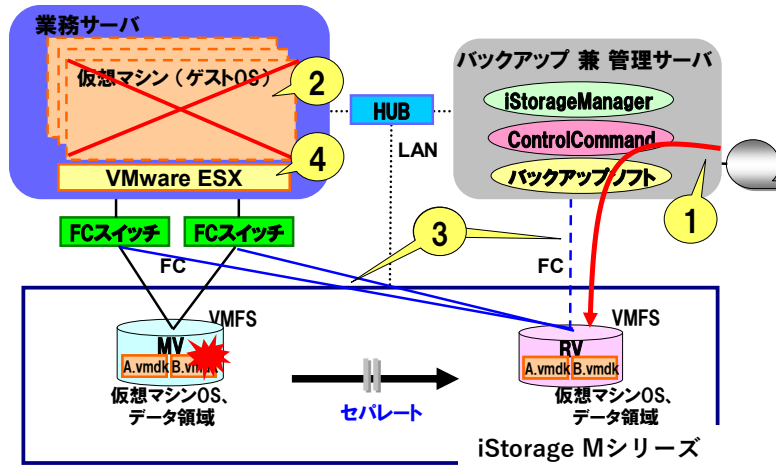 業務サーバ
仮想マシン（ゲストOS）
2
4
VMware ESX
FCスイッチ
FCスイッチ
FC
HUB
LAN
バックアップ 兼 管理サーバ
iStorageManager
ControlCommand
バックアップソフト
1
3
FC
VMFS
MV
A.vmdk
B.vmdk
仮想マシンOS、
データ領域
セパレート
VMFS
RV
A.vmdk
B.vmdk
仮想マシンOS、
データ領域
iStorage Mシリーズ